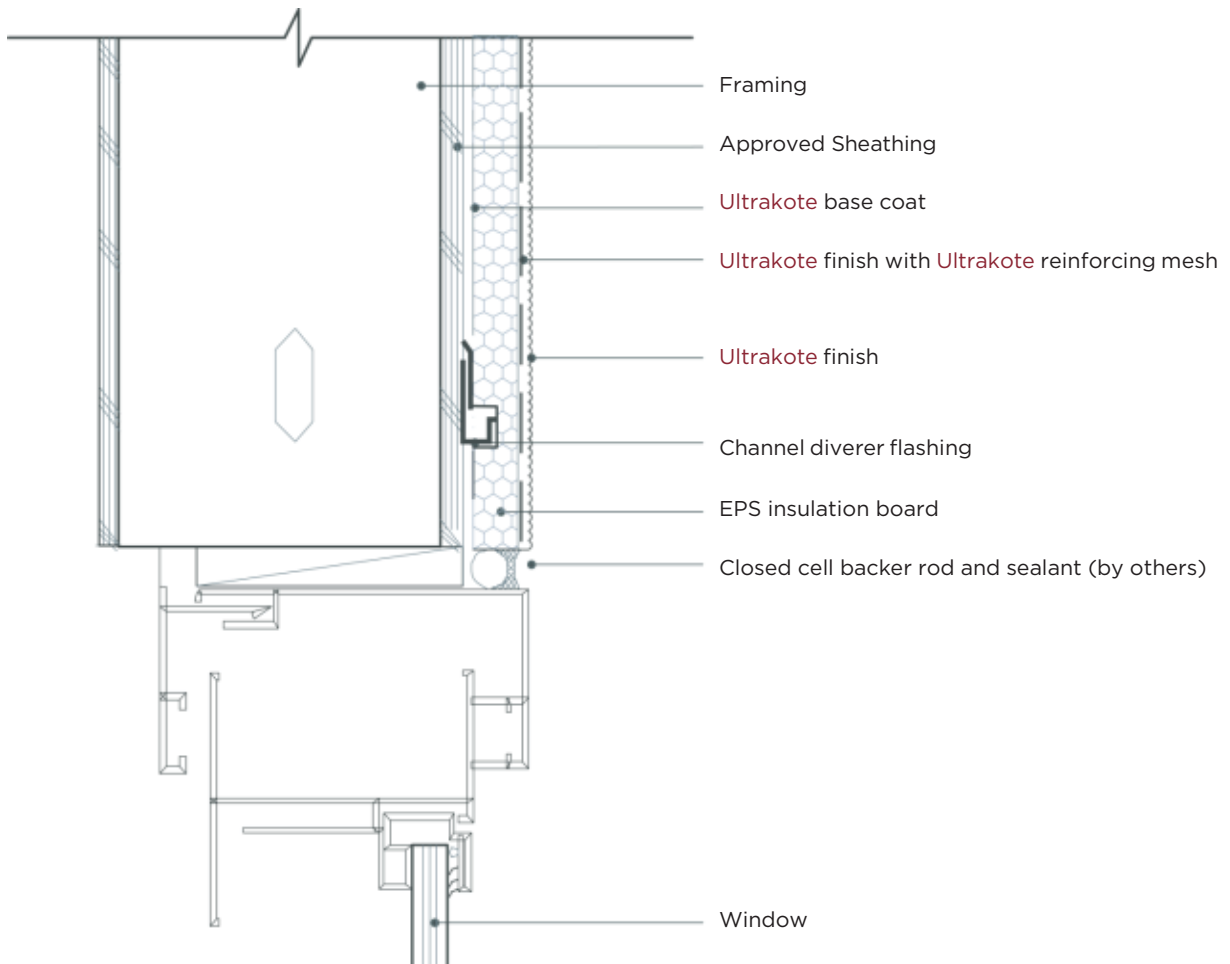 Framing
Approved Sheathing
Ultrakote base coat
Ultrakote finish with Ultrakote reinforcing mesh
Ultrakote finish
Channel diverer flashing
EPS insulation board
Closed cell backer rod and sealant (by others)
Window